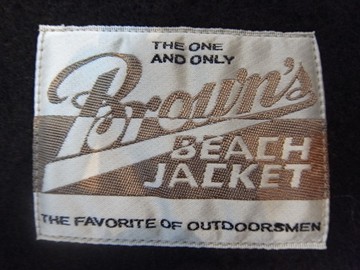 THE ONE
AND ONLY
Brown's
BEACH
JACKET
THE FAVORITE OF OUTDOORSMEN